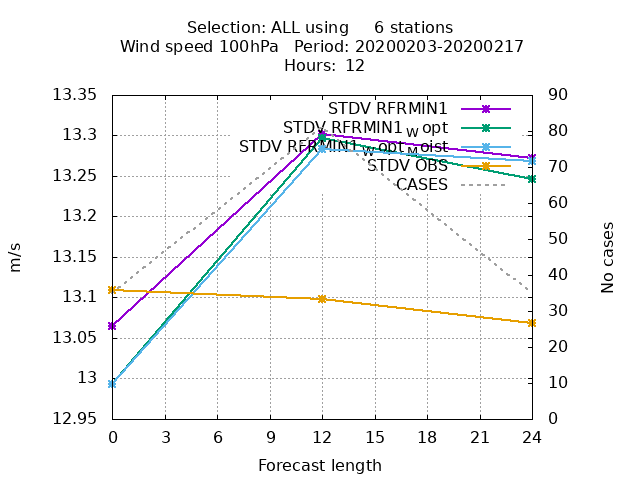 Selection: ALL using 6 stations
Wind speed 100hPa Period: 20200203-20200217
Hours: 12
13.35
13.3
13.25
13.2
13.15
13.1
13.05
13
12.95
m/s
90
80
70
60
50
40
30
20
10
0
No cases
STDV RFRMIN1
STDV RFRMIN1_W opt
STDV RFRMIN1_W opt_M oist
STDV OBS
CASES
0 3 6 9 12 15 18 21 24
Forecast length